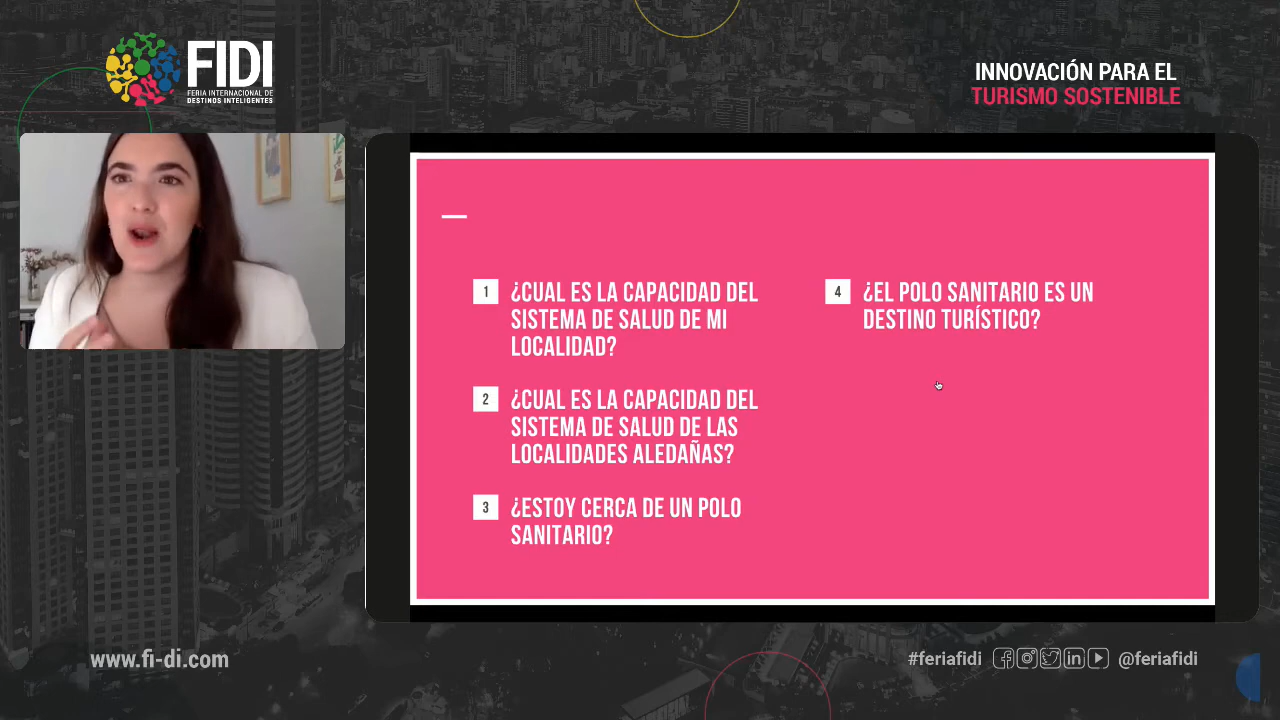 FIDI
FERIA INTERNACIONAL DE
DESTINOS INTELIGENTES
INNOVACIÓN PARA EL
TURISMO SOSTENIBLE
1 ¿CUAL ES LA CAPACIDAD DEL
SISTEMA DE SALUD DE MI
LOCALIDAD?
2 ¿CUAL ES LA CAPACIDAD DEL
SISTEMA DE SALUD DE LAS
LOCALIDADES ALEDAÑAS?
3 ¿ESTOY CERCA DE UN POLO
SANITARIO?
4 ¿EL POLO SANITARIO ES UN
DESTINO TURÍSTICO?
www.fi-di.com
#feriafidi @feriafidi